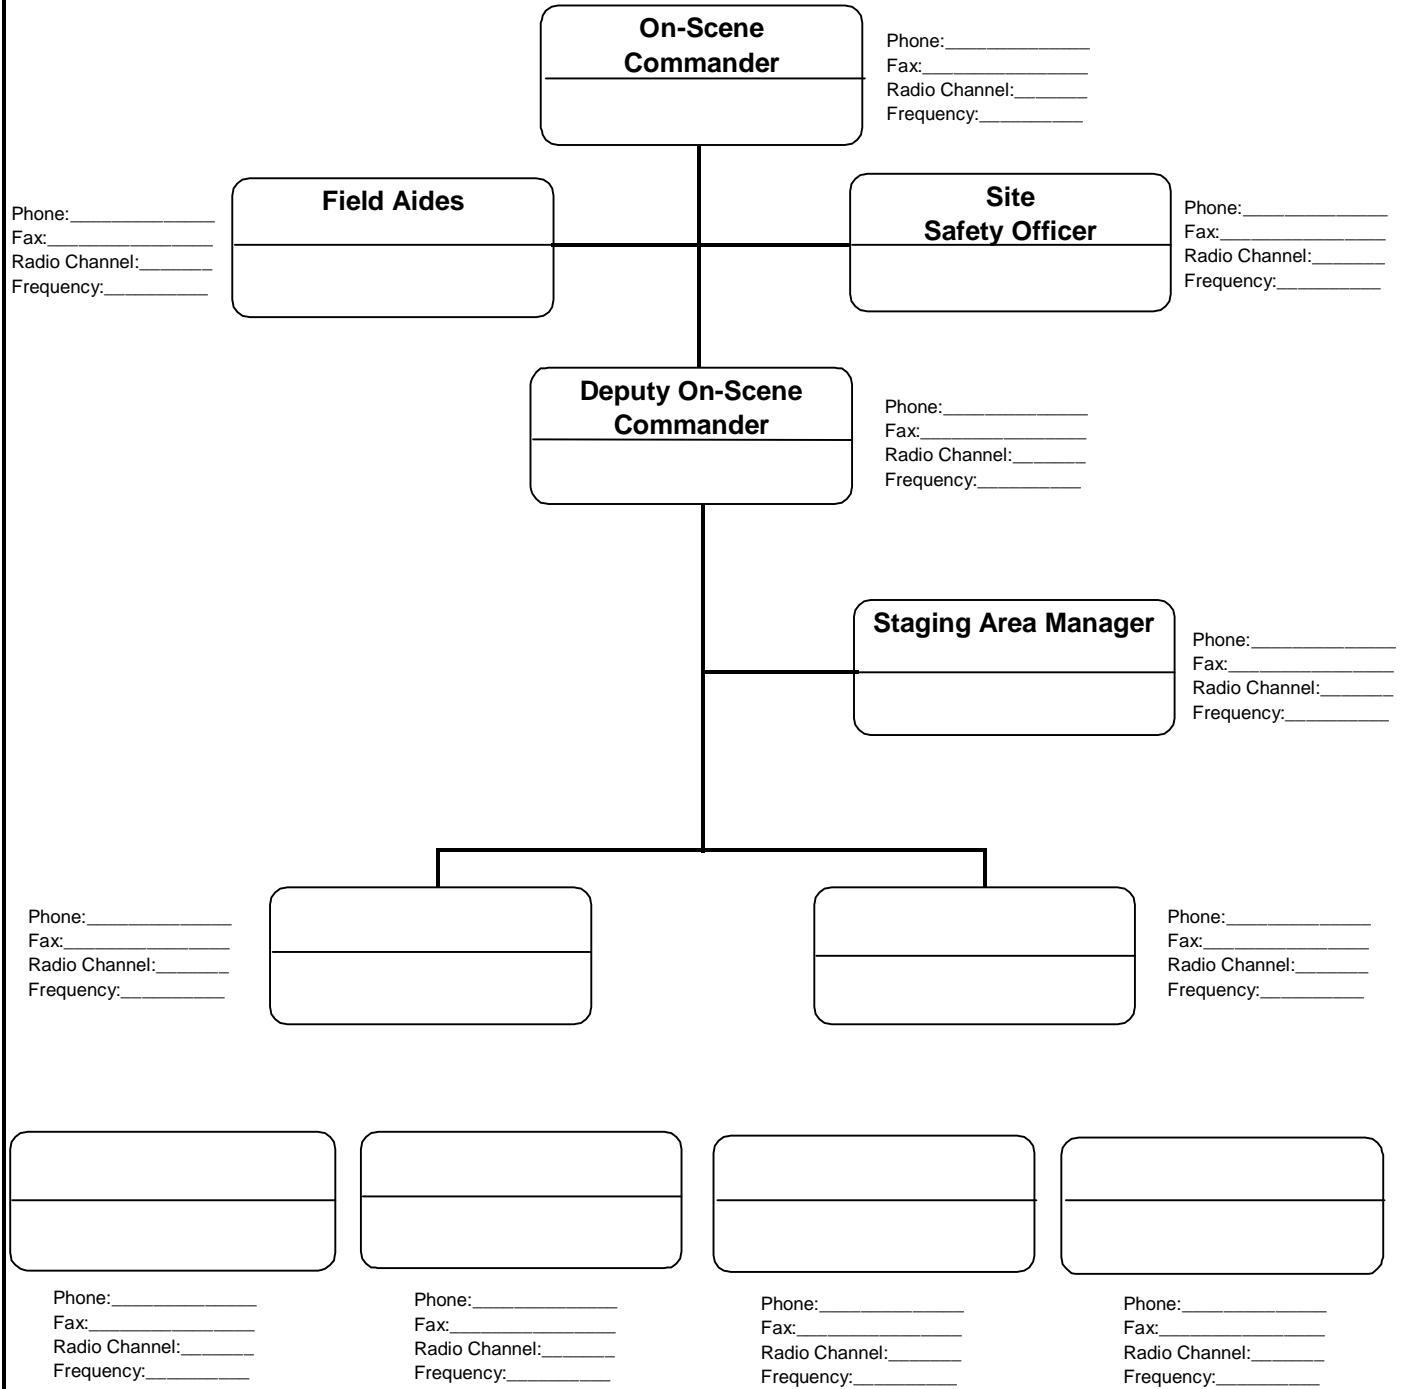 On-Scene
Commander
Phone:______________
Fax:________________
Radio Channel:_______
Frequency:__________
Phone:______________
Fax:________________
Radio Channel:_______
Frequency:__________
Field Aides
Site
Safety Officer
Phone:______________
Fax:________________
Radio Channel:_______
Frequency:__________
Deputy On-Scene
Commander
Phone:______________
Fax:________________
Radio Channel:_______
Frequency:__________
Staging Area Manager
Phone:______________
Fax:________________
Radio Channel:_______
Frequency:__________
Phone:______________
Fax:________________
Radio Channel:_______
Frequency:__________
Phone:______________
Fax:________________
Radio Channel:_______
Frequency:__________
Phone:______________
Fax:________________
Radio Channel:_______
Frequency:__________
Phone:______________
Fax:________________
Radio Channel:_______
Frequency:__________
Phone:______________
Fax:________________
Radio Channel:_______
Frequency:__________
Phone:______________
Fax:________________
Radio Channel:_______
Frequency:__________